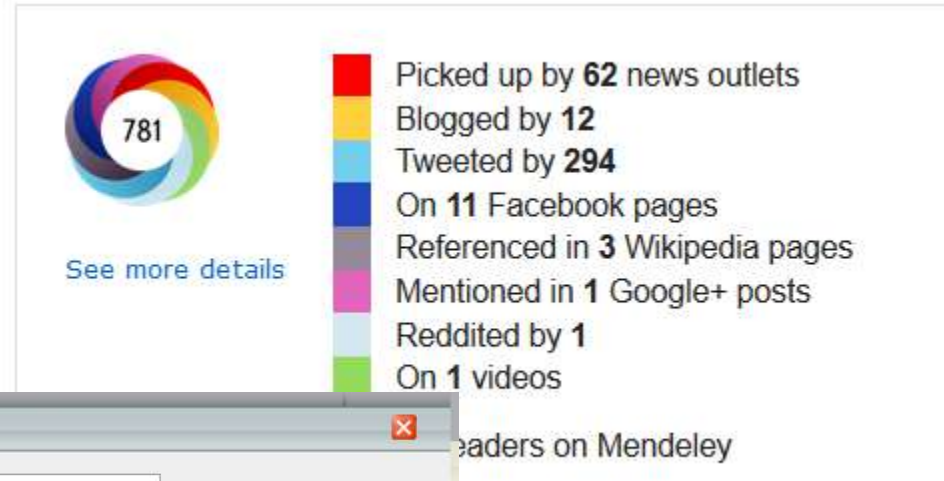 781
See more details
Picked up by 62 news outlets
Blogged by 12
Tweeted by 294
On 11 Facebook pages
Referenced in 3 Wikipedia pages
Mentioned in 1 Google+ posts
Reddited by 1
On 1 videos
on Mendeley